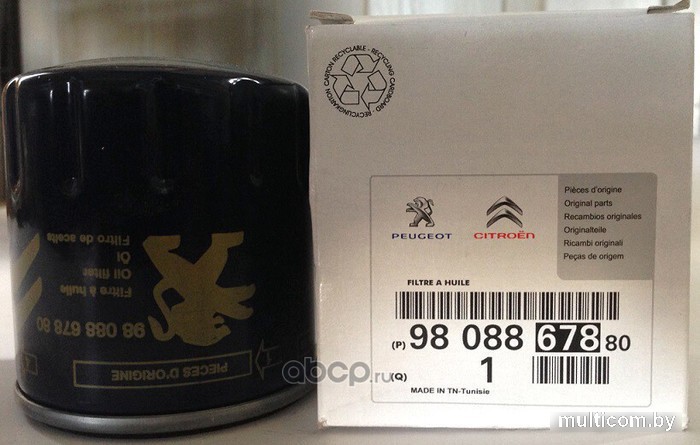 CARTON RECYCLABLE - RECYCLING CARDBOARD - RECYCLINGKARTON
PEUGEOT
CITROËN
Pièces d'origine
Original parts
Recambios originales
Originalteile
Ricambi originali
Peças de origem
FILTRE A HUILE
(P) 98 088 678 80
(Q) 1
MADE IN TN-Tunisie
PIECES D'ORIGINE
98 088 678 80
Filtre à huile
Oil filter
Öl
Filtro de aceite
abcp.ru
multicom.by